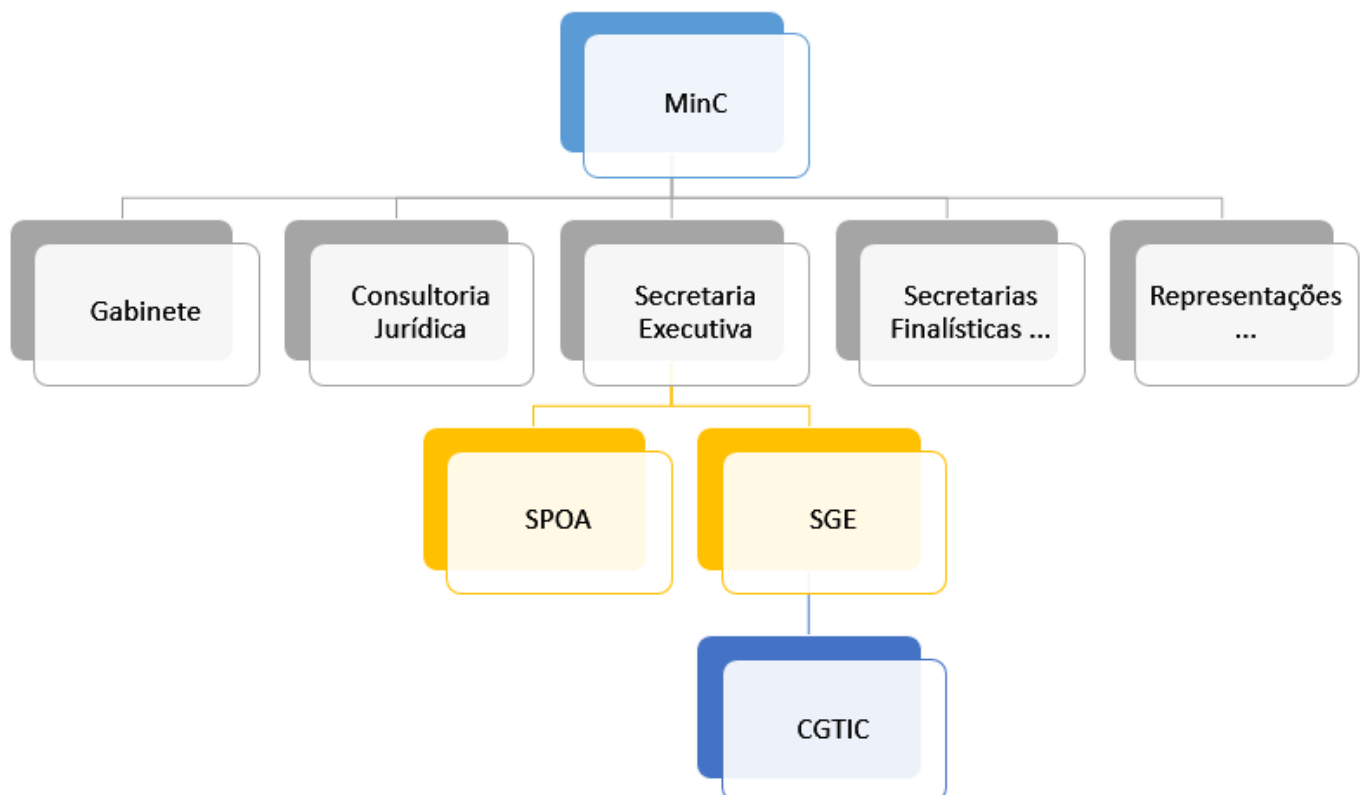 MinC
Gabinete
Consultoria
Jurídica
Secretaria
Executiva
Secretarias
Finalísticas ...
Representações
...
SPOA
SGE
CGTIC